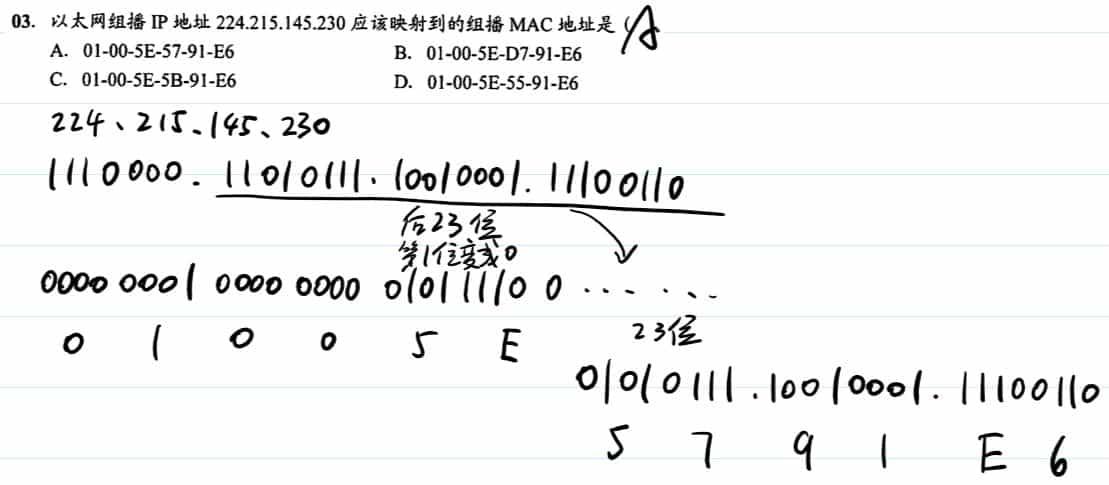 03. 以太网组播 IP 地址 224.215.145.230 应该映射到的组播 MAC 地址是( A
A. 01-00-5E-57-91-E6 B. 01-00-5E-D7-91-E6
C. 01-00-5E-5B-91-E6 D. 01-00-5E-55-91-E6
224、215、145、230
1110000. 11010111. 10010001. 11100110
后23位
第1位变成0
0000 0001 0000 0000 01011110 0 ······
0 1 0 0 5 E 23位
01010111.10010001.11100110
5 7 9 1 E 6